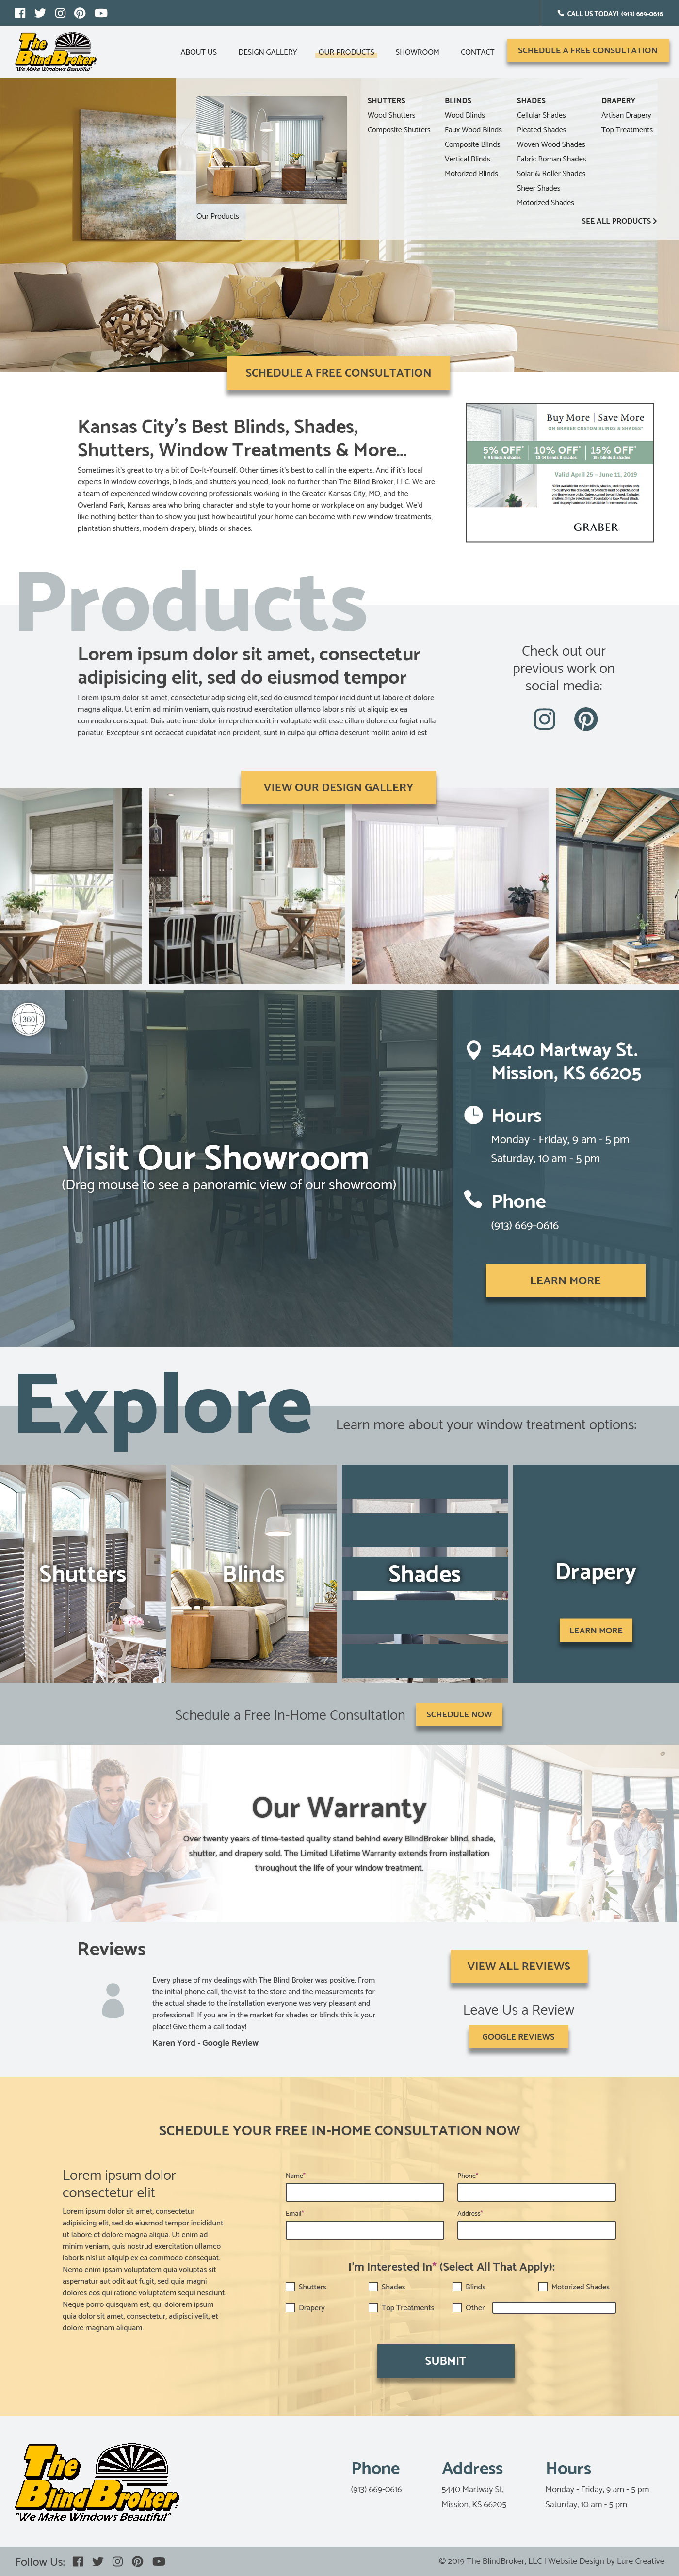 CALL US TODAY! (913) 669-0616
The
BlindBroker
"We Make Windows Beautiful"
ABOUT US
DESIGN GALLERY
OUR PRODUCTS
SHOWROOM
CONTACT
SCHEDULE A FREE CONSULTATION
Our Products
SHUTTERS
Wood Shutters
Composite Shutters
BLINDS
Wood Blinds
Faux Wood Blinds
Composite Blinds
Vertical Blinds
Motorized Blinds
SHADES
Cellular Shades
Pleated Shades
Woven Wood Shades
Fabric Roman Shades
Solar & Roller Shades
Sheer Shades
Motorized Shades
DRAPERY
Artisan Drapery
Top Treatments
SEE ALL PRODUCTS >
SCHEDULE A FREE CONSULTATION
Kansas City's Best Blinds, Shades,
Shutters, Window Treatments & More...
Sometimes it's great to try a bit of Do-It-Yourself. Other times it's best to call in the experts. And if it's local
experts in window coverings, blinds, and shutters you need, look no further than The Blind Broker, LLC. We are
a team of experienced window covering professionals working in the Greater Kansas City, MO, and the
Overland Park, Kansas area who bring character and style to your home or workplace on any budget. We'd
like nothing better than to show you just how beautiful your home can become with new window treatments,
plantation shutters, modern drapery, blinds or shades.
Buy More | Save More
ON GRABER CUSTOM BLINDS & SHADES*
5% OFF* 10% OFF* 15% OFF*
Valid April 25 – June 11, 2019
GRABER
Products
Lorem ipsum dolor sit amet, consectetur
adipisicing elit, sed do eiusmod tempor
Lorem ipsum dolor sit amet, consectetur adipisicing elit, sed do eiusmod tempor incididunt ut labore et dolore
magna aliqua. Ut enim ad minim veniam, quis nostrud exercitation ullamco laboris nisi ut aliquip ex ea
commodo consequat. Duis aute irure dolor in reprehenderit in voluptate velit esse cillum dolore eu fugiat nulla
pariatur. Excepteur sint occaecat cupidatat non proident, sunt in culpa qui officia deserunt mollit anim id est
Check out our
previous work on
social media:
VIEW OUR DESIGN GALLERY
360
Visit Our Showroom
(Drag mouse to see a panoramic view of our showroom)
5440 Martway St.
Mission, KS 66205
Hours
Monday - Friday, 9 am - 5 pm
Saturday, 10 am - 5 pm
Phone
(913) 669-0616
LEARN MORE
Explore
Learn more about your window treatment options:
Shutters
Blinds
Shades
Drapery
LEARN MORE
Schedule a Free In-Home Consultation
SCHEDULE NOW
Our Warranty
Over twenty years of time-tested quality stand behind every BlindBroker blind, shade,
shutter, and drapery sold. The Limited Lifetime Warranty extends from installation
throughout the life of your window treatment.
Reviews
Every phase of my dealings with The Blind Broker was positive. From
the initial phone call, the visit to the store and the measurements for
the actual shade to the installation everyone was very pleasant and
professional! If you are in the market for shades or blinds this is your
place! Give them a call today!
Karen Yord - Google Review
VIEW ALL REVIEWS
Leave Us a Review
GOOGLE REVIEWS
SCHEDULE YOUR FREE IN-HOME CONSULTATION NOW
Lorem ipsum dolor
consectetur elit
Lorem ipsum dolor sit amet, consectetur
adipisicing elit, sed do eiusmod tempor incididunt
ut labore et dolore magna aliqua. Ut enim ad
minim veniam, quis nostrud exercitation ullamco
laboris nisi ut aliquip ex ea commodo consequat.
Nemo enim ipsam voluptatem quia voluptas sit
aspernatur aut odit aut fugit, sed quia magni
dolores eos qui ratione voluptatem sequi nesciunt.
Neque porro quisquam est, qui dolorem ipsum
quia dolor sit amet, consectetur, adipisci velit, et
dolore magnam aliquam.
Name*
Phone*
Email*
Address*
I'm Interested In* (Select All That Apply):
Shutters
Shades
Blinds
Motorized Shades
Drapery
Top Treatments
Other
SUBMIT
The
BlindBroker
"We Make Windows Beautiful"
Phone
(913) 669-0616
Address
5440 Martway St,
Mission, KS 66205
Hours
Monday - Friday, 9 am - 5 pm
Saturday, 10 am - 5 pm
Follow Us:
© 2019 The BlindBroker, LLC | Website Design by Lure Creative